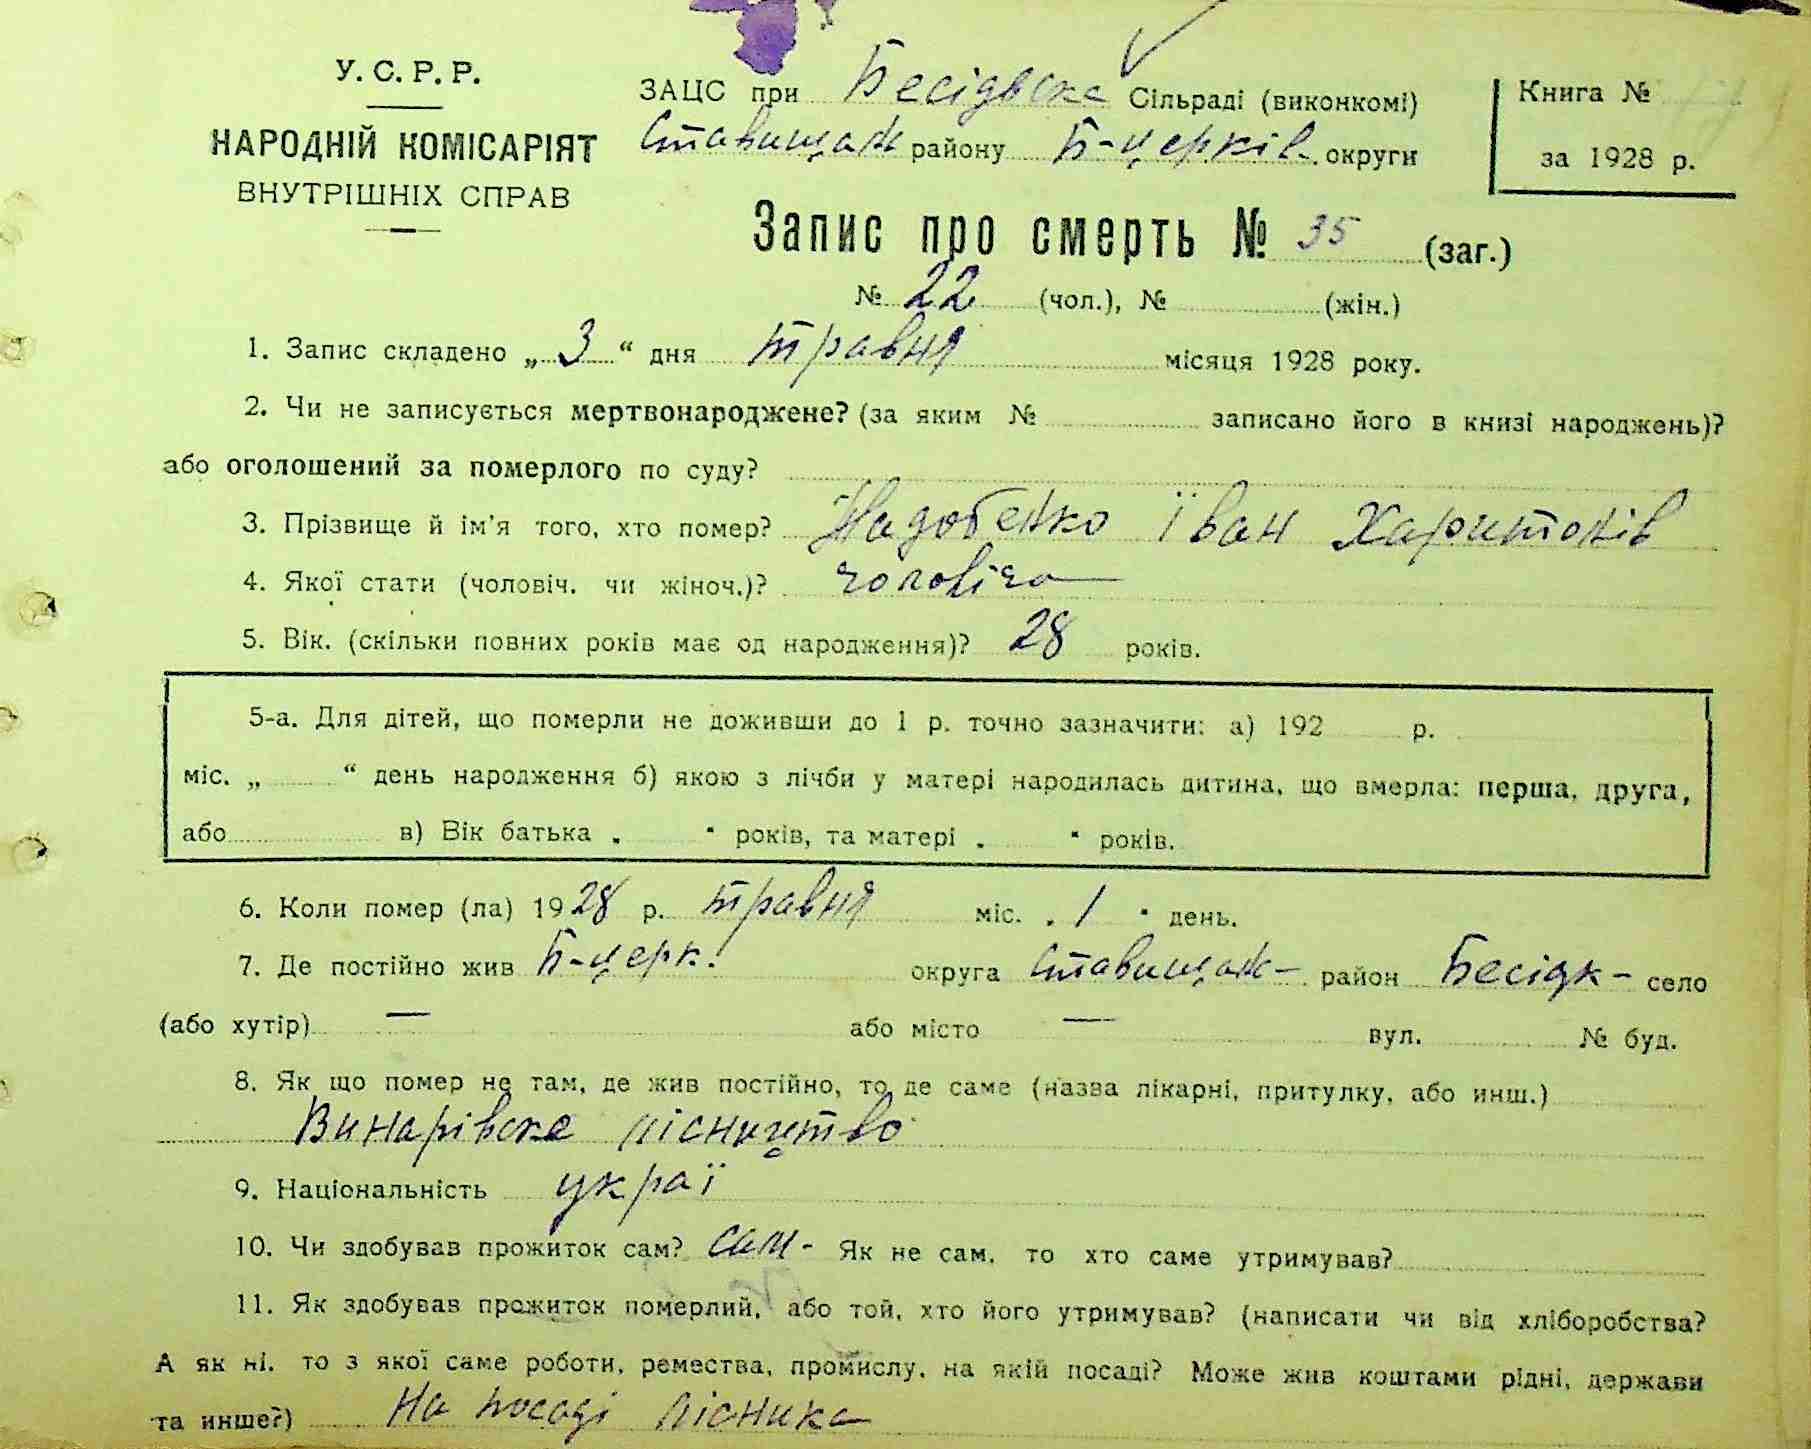 У. С. Р. Р.
НАРОДНІЙ КОМІСАРІЯТ
ВНУТРІШНІХ СПРАВ
ЗАЦС при Бесідвска Сільраді (виконкомі)
Ставищан району Б-церків. округи
Книга №
за 1928 р.
Запис про смерть № 35 (заг.)
№ 22 (чол.), № (жін.)
1. Запис складено „3“ дня травня місяця 1928 року.
2. Чи не записується мертвонароджене? (за яким № записано його в книзі народжень)?
або оголошений за померлого по суду?
3. Прізвище й ім'я того, хто помер? Надобенко Їван Харитонів
4. Якої стати (чоловіч. чи жіноч.)? чоловіча
5. Вік. (скільки повних років має од народження)? 28 років.
5-а. Для дітей, що померли не доживши до 1 р. точно зазначити: а) 192 р.
міс. „ “ день народження б) якою з лічби у матері народилась дитина, що вмерла: перша, друга,
або в) Вік батька „ “ років, та матері „ “ років.
6. Коли помер (ла) 1928 р. травня міс. „1“ день.
7. Де постійно жив Б-церк. округа Ставищан- район Бесідк- село
(або хутір) — або місто — вул. № буд.
8. Як що помер не там, де жив постійно, то де саме (назва лікарні, притулку, або инш.)
Винарівске лісництво
9. Національність украї
10. Чи здобував прожиток сам? сам- Як не сам, то хто саме утримував?
11. Як здобував прожиток померлий, або той, хто його утримував? (написати чи від хліборобства?
А як ні, то з якої саме роботи, ремества, промислу, на якій посаді? Може жив коштами рідні, держави
та инше?) На посаді лісника